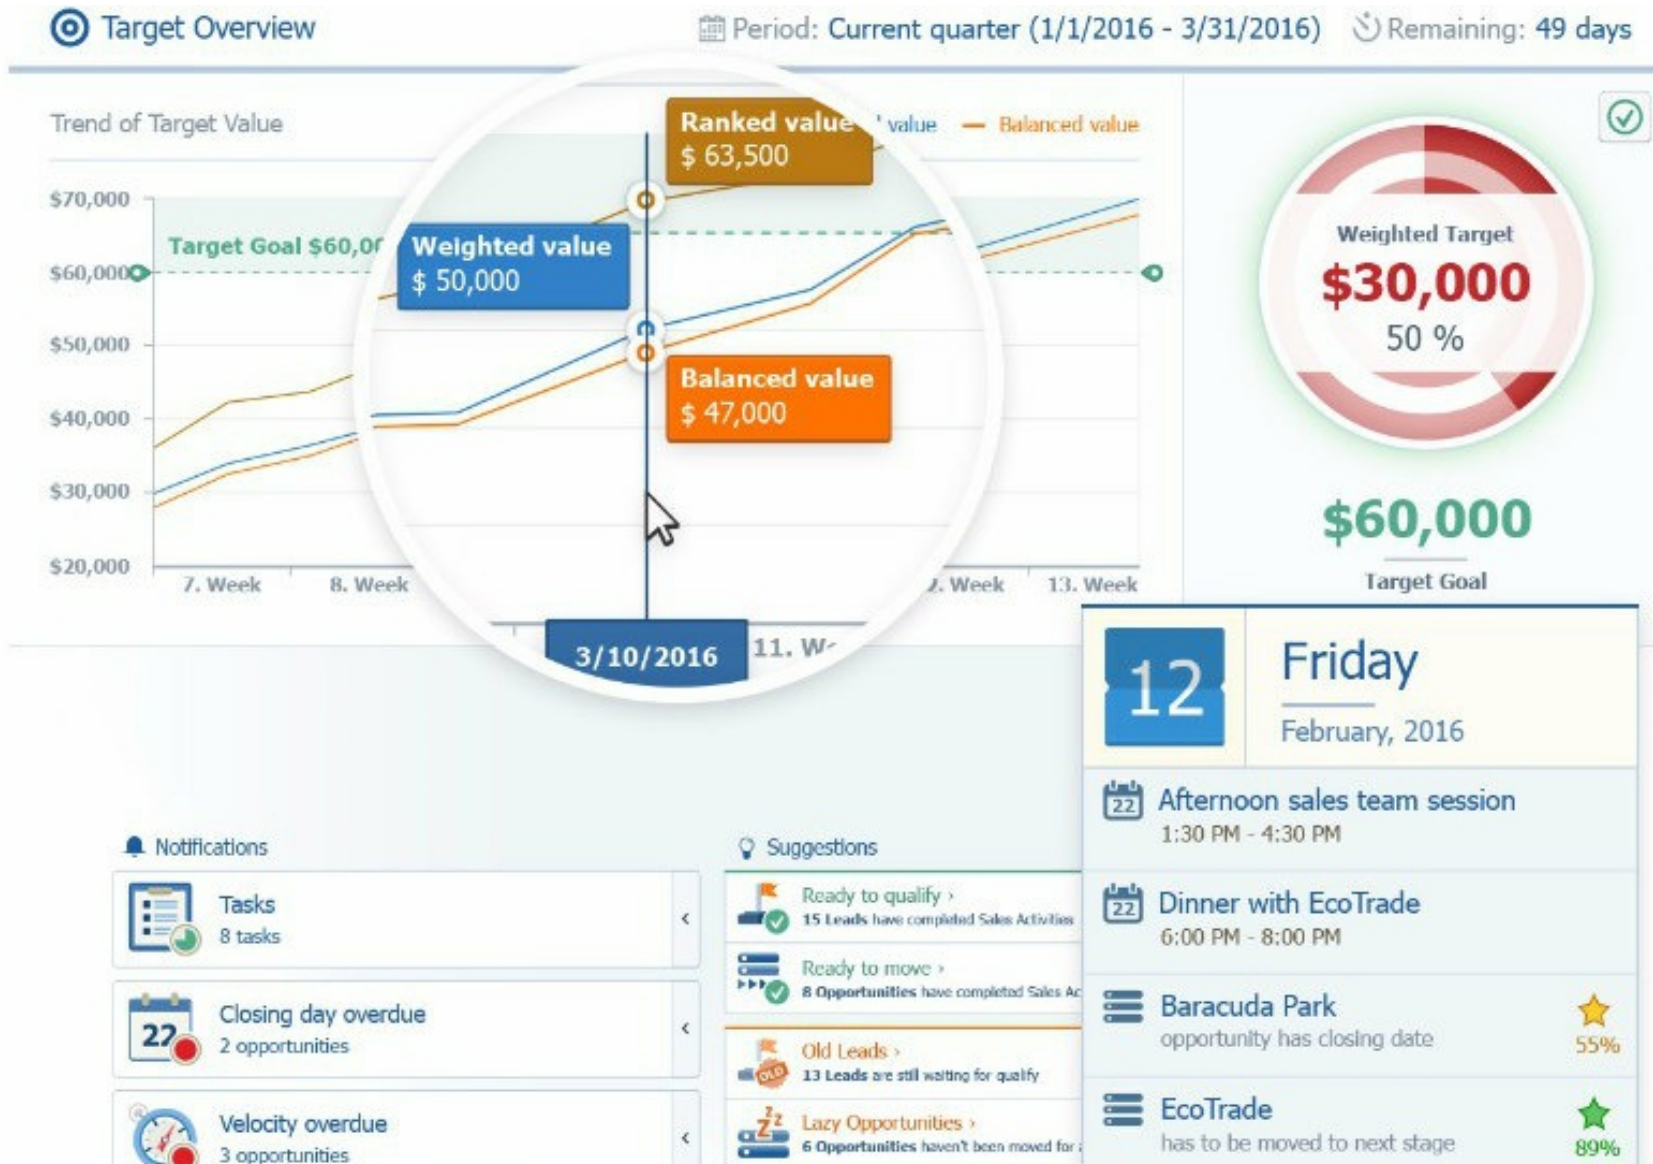 Target Overview
Period: Current quarter (1/1/2016 - 3/31/2016)
Remaining: 49 days
Trend of Target Value
value
Balanced value
Ranked value
$ 63,500
Weighted value
$ 50,000
Balanced value
$ 47,000
$70,000
Target Goal $60,00
$60,000
$50,000
$40,000
$30,000
$20,000
7. Week
8. Week
3/10/2016
11. W
. Week
13. Week
Weighted Target
$30,000
50 %
$60,000
Target Goal
12
Friday
February, 2016
22
Afternoon sales team session
1:30 PM - 4:30 PM
22
Dinner with EcoTrade
6:00 PM - 8:00 PM
Baracuda Park
opportunity has closing date
55%
EcoTrade
has to be moved to next stage
89%
Notifications
Tasks
8 tasks
22
Closing day overdue
2 opportunities
Velocity overdue
3 opportunities
Suggestions
Ready to qualify ›
15 Leads have completed Sales Activities
Ready to move ›
8 Opportunities have completed Sales Ac
OLD
Old Leads ›
13 Leads are still waiting for qualify
zZZ
Lazy Opportunities ›
6 Opportunities haven't been moved for